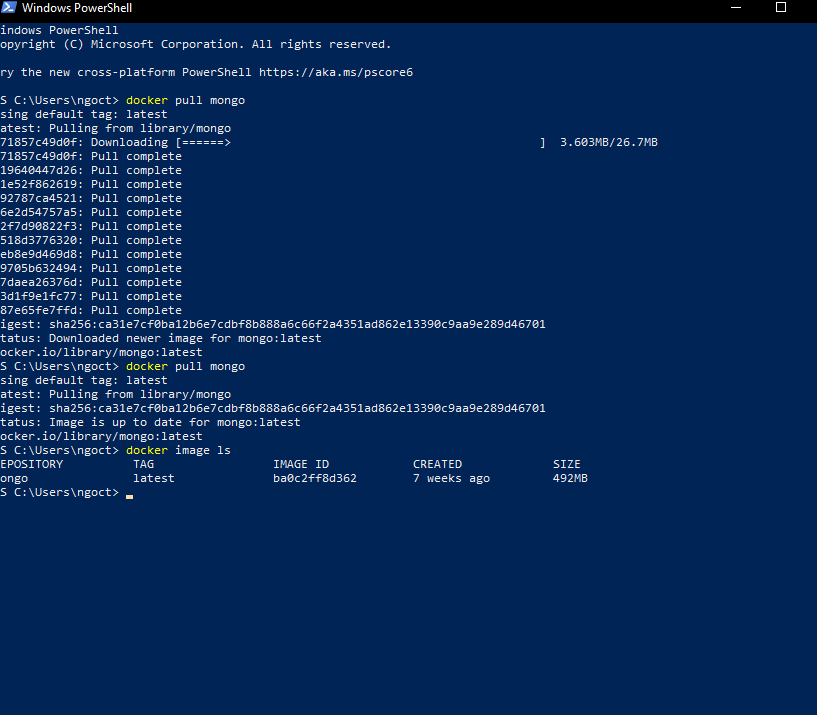 Windows PowerShell
indows PowerShell
opyright (C) Microsoft Corporation. All rights reserved.
ry the new cross-platform PowerShell https://aka.ms/pscore6
S C:\Users\ngoct> docker pull mongo
sing default tag: latest
atest: Pulling from library/mongo
71857c49d0f: Downloading [======>                                            ]  3.603MB/26.7MB
71857c49d0f: Pull complete
19640447d26: Pull complete
1e52f862619: Pull complete
92787ca4521: Pull complete
6e2d54757a5: Pull complete
2f7d90822f3: Pull complete
518d3776320: Pull complete
eb8e9d469d8: Pull complete
9705b632494: Pull complete
7daea26376d: Pull complete
3d1f9e1fc77: Pull complete
87e65fe7ffd: Pull complete
igest: sha256:ca31e7cf0ba12b6e7cdbf8b888a6c66f2a4351ad862e13390c9aa9e289d46701
tatus: Downloaded newer image for mongo:latest
ocker.io/library/mongo:latest
S C:\Users\ngoct> docker pull mongo
sing default tag: latest
atest: Pulling from library/mongo
igest: sha256:ca31e7cf0ba12b6e7cdbf8b888a6c66f2a4351ad862e13390c9aa9e289d46701
tatus: Image is up to date for mongo:latest
ocker.io/library/mongo:latest
S C:\Users\ngoct> docker image ls
EPOSITORY          TAG                 IMAGE ID            CREATED             SIZE
ongo               latest              ba0c2ff8d362        7 weeks ago         492MB
S C:\Users\ngoct>